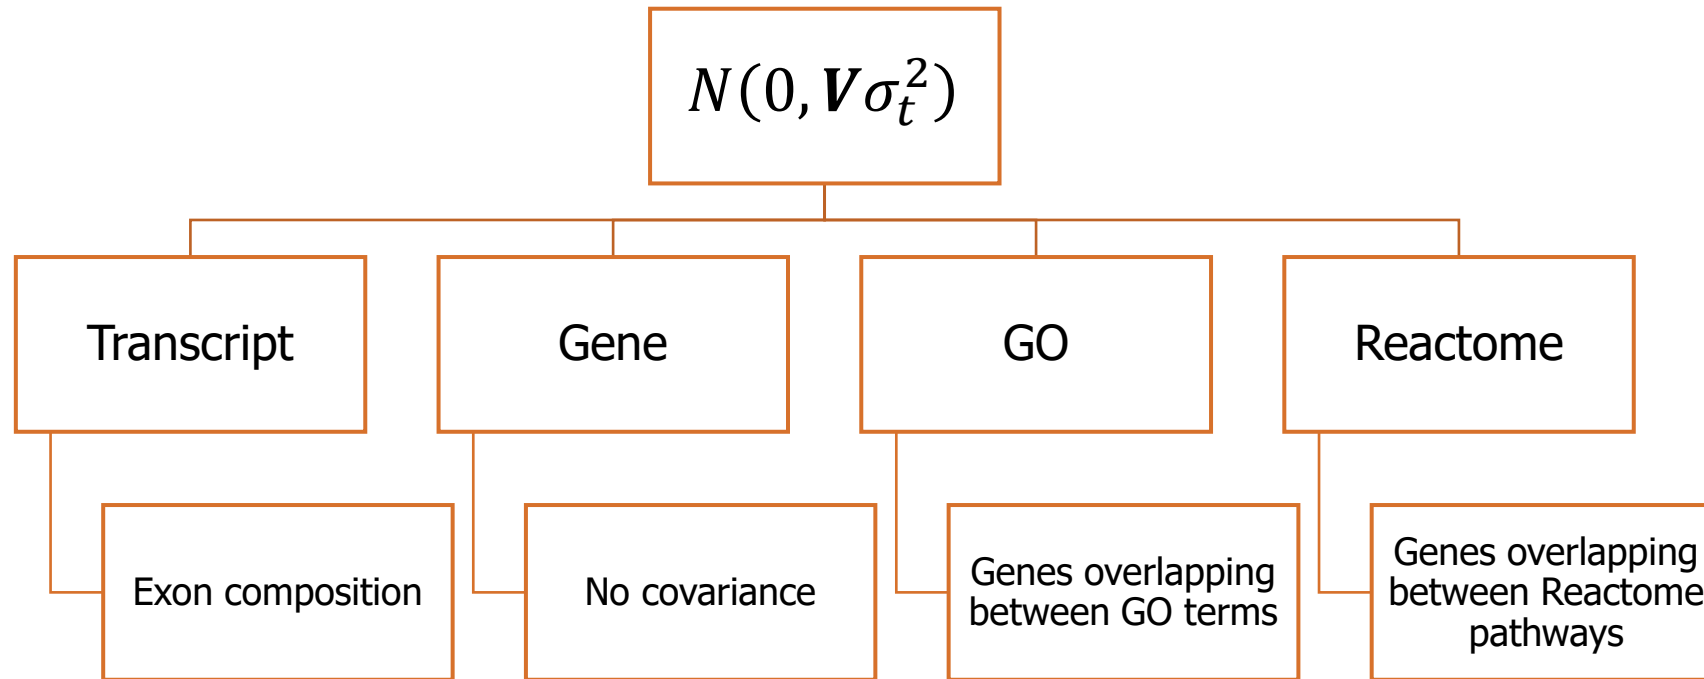 N(0, Vσ_t^2)
Transcript
Gene
GO
Reactome
Exon composition
No covariance
Genes overlapping
between GO terms
Genes overlapping
between Reactome
pathways